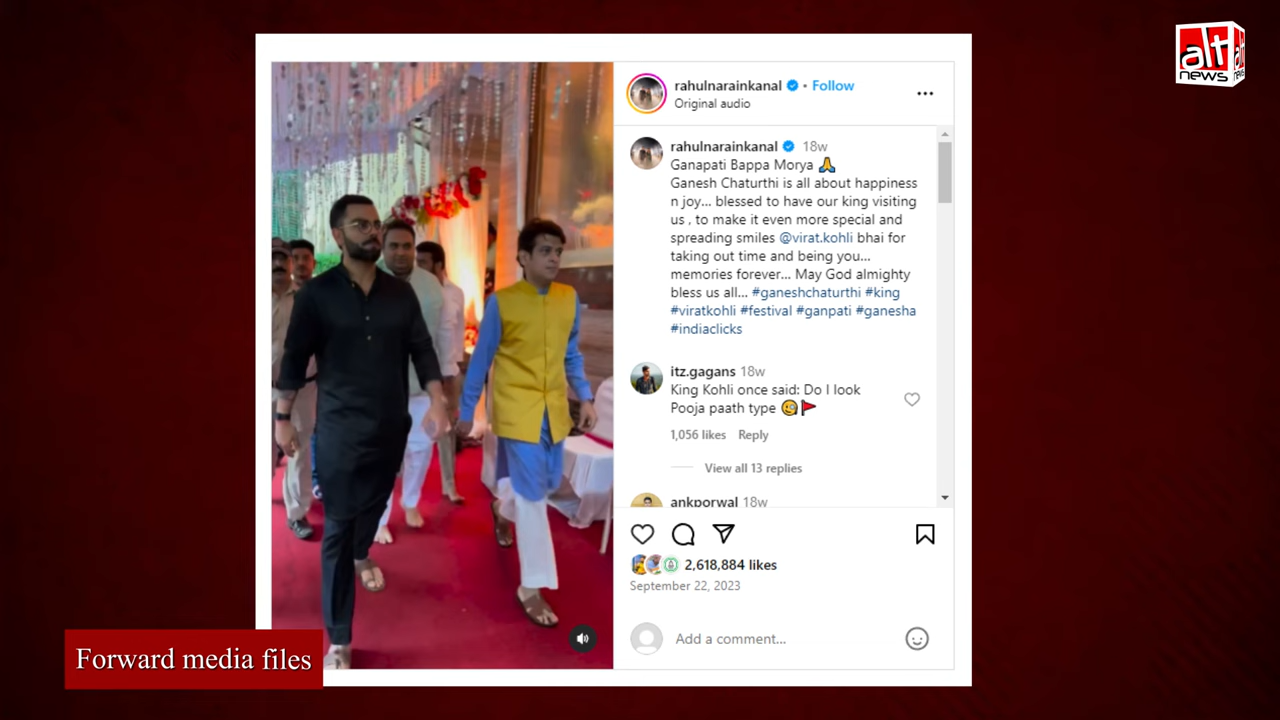 alt
news
rahulnarainkanal • Follow
Original audio
rahulnarainkanal 18w
Ganapati Bappa Morya 🙏
Ganesh Chaturthi is all about happiness
n joy... blessed to have our king visiting
us , to make it even more special and
spreading smiles @virat.kohli bhai for
taking out time and being you...
memories forever... May God almighty
bless us all... #ganeshchaturthi #king
#viratkohli #festival #ganpati #ganesha
#indiaclicks
itz.gagans 18w
King Kohli once said: Do I look
Pooja paath type 🧐🚩
1,056 likes Reply
View all 13 replies
ankporwal 18w
2,618,884 likes
September 22, 2023
Add a comment...
Forward media files